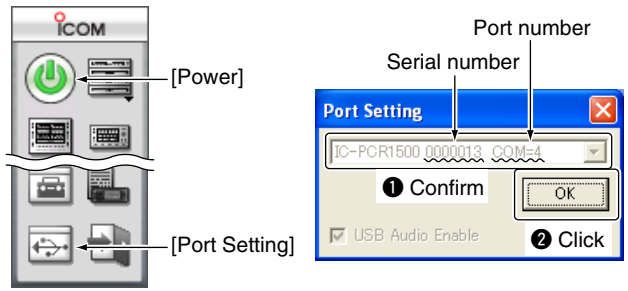 ICOM
[Power]
[Port Setting]
Port number
Serial number
Port Setting
IC-PCR1500 0000013 COM=4
❶ Confirm
OK
USB Audio Enable
❷ Click